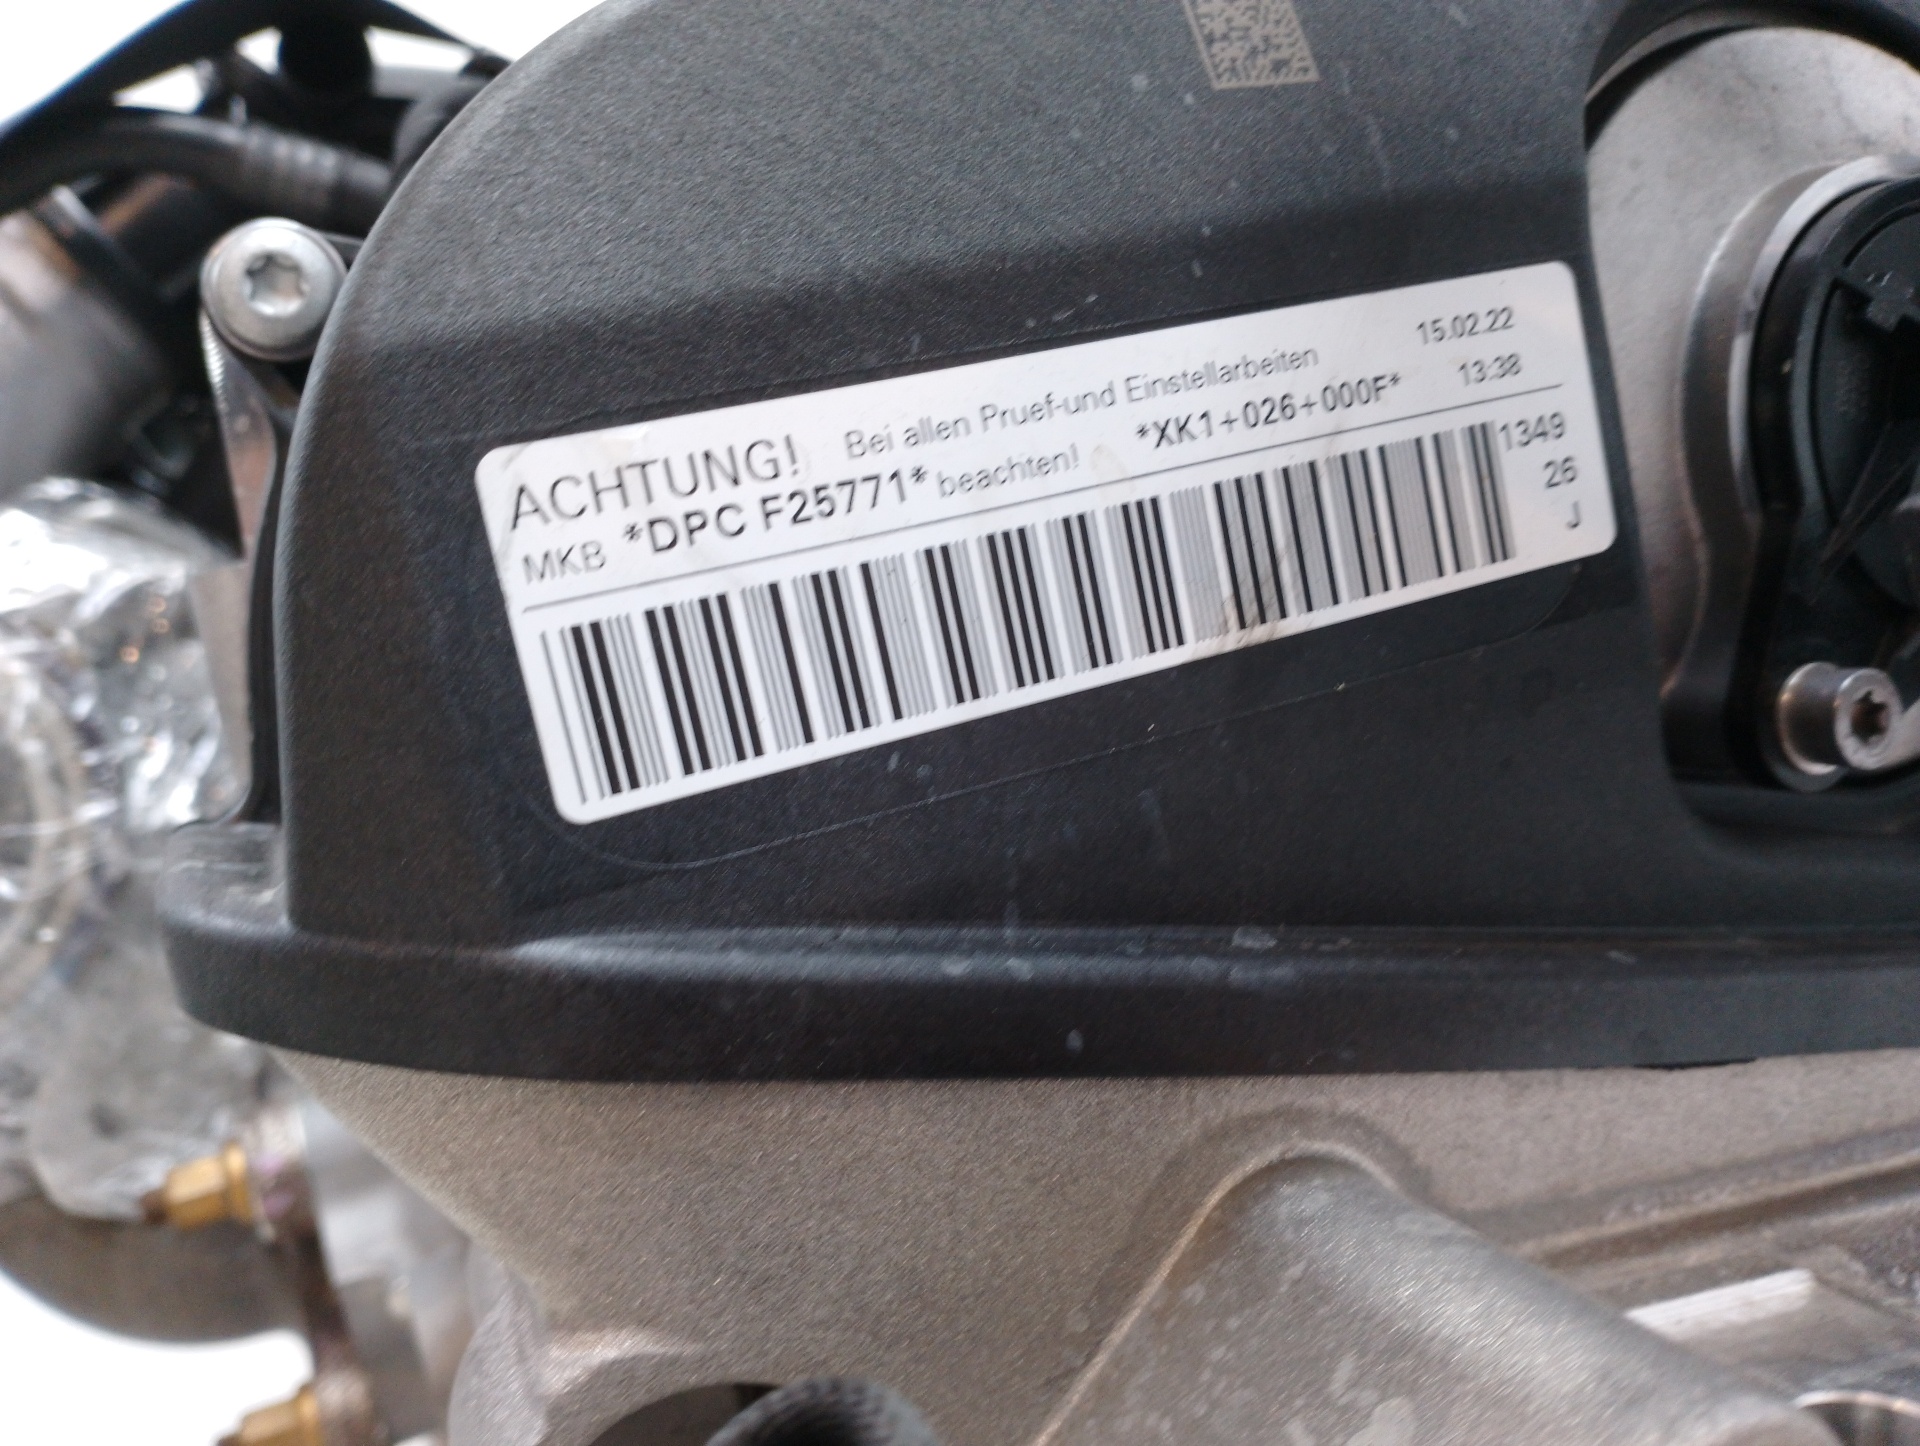 ACHTUNG! Bei allen Pruef-und Einstellarbeiten 15.02.22
MKB *DPC F25771* beachten! *XK1+026+000F* 13:38
1349
26
J